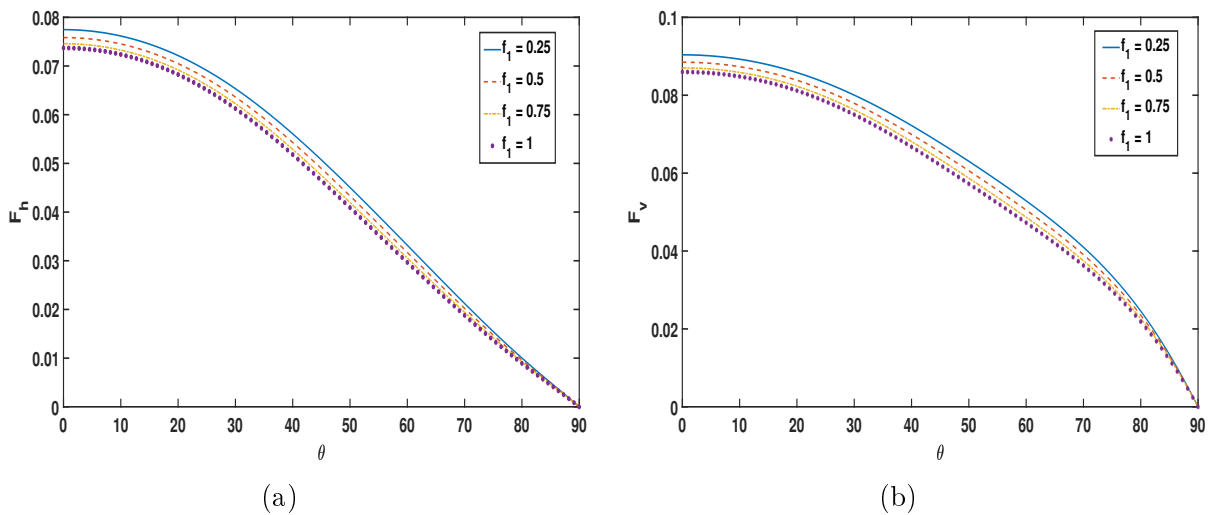 0.08
0.07
0.06
0.05
0.04
0.03
0.02
0.01
0
F_h
0 10 20 30 40 50 60 70 80 90
θ
f_1 = 0.25
f_1 = 0.5
f_1 = 0.75
f_1 = 1
(a)
0.1
0.08
0.06
0.04
0.02
0
F_v
0 10 20 30 40 50 60 70 80 90
θ
f_1 = 0.25
f_1 = 0.5
f_1 = 0.75
f_1 = 1
(b)